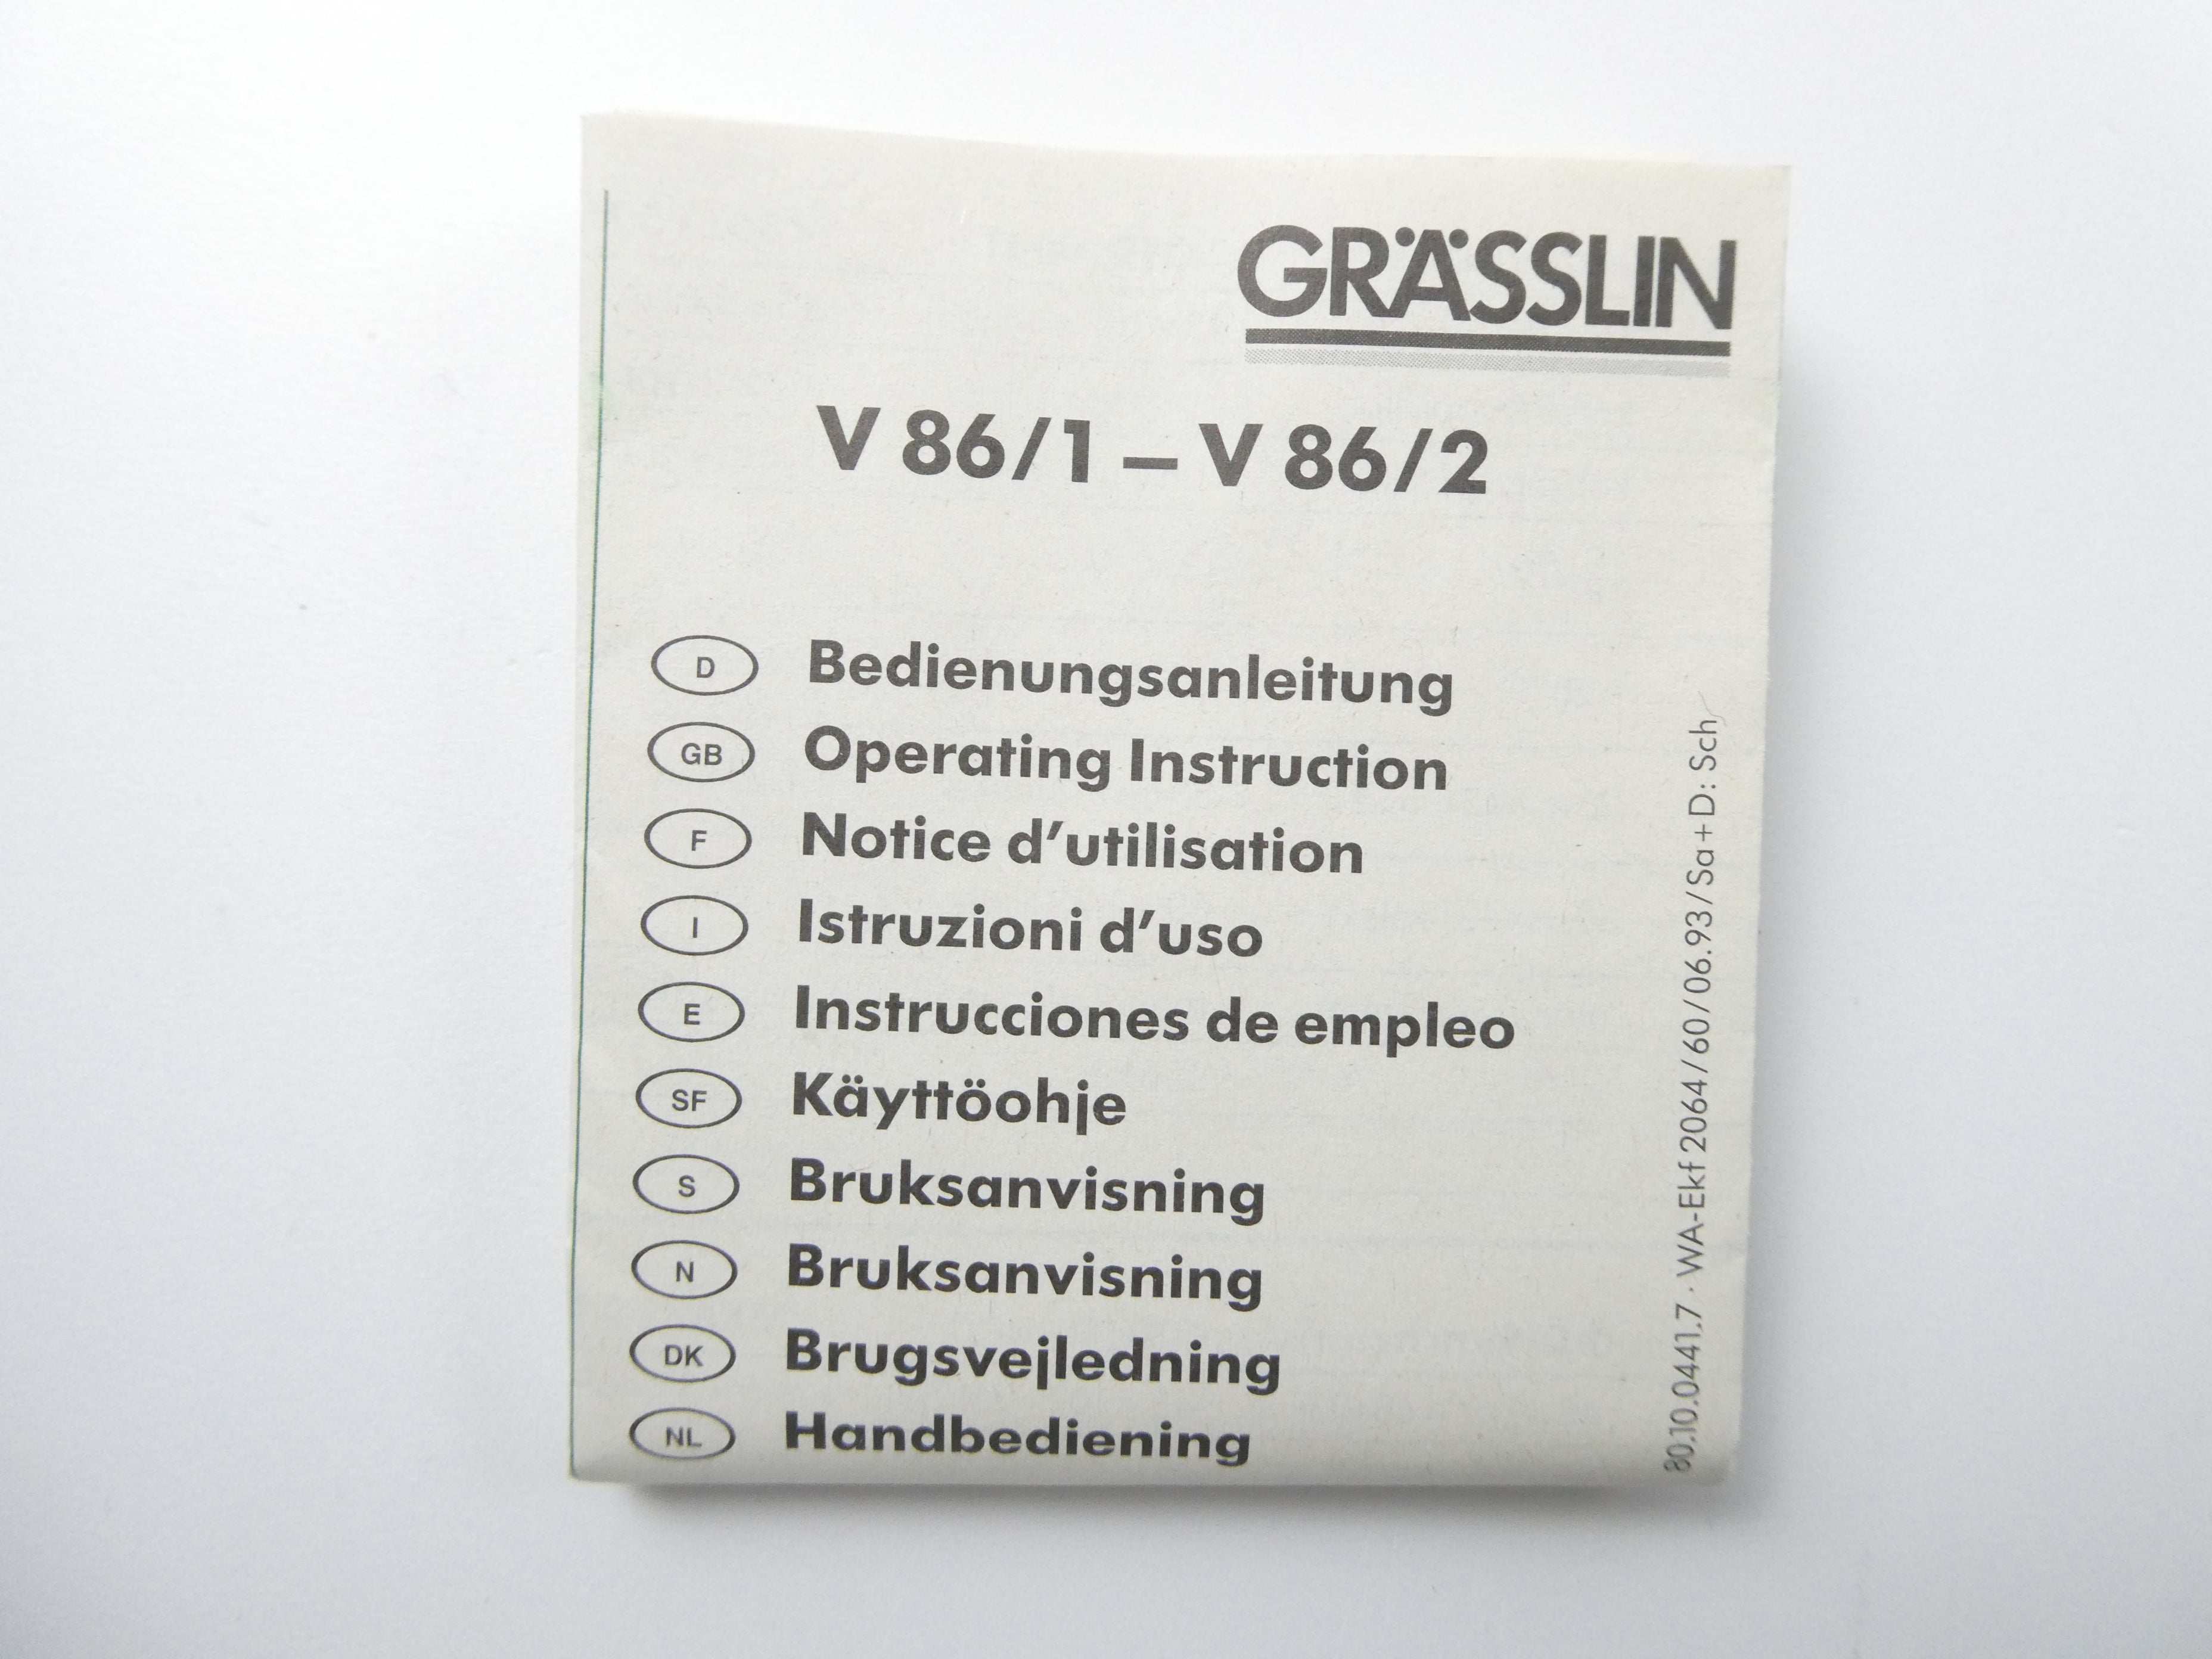 GRÄSSLIN
V 86/1 – V 86/2
D Bedienungsanleitung
GB Operating Instruction
F Notice d'utilisation
I Istruzioni d'uso
E Instrucciones de empleo
SF Käyttöohje
S Bruksanvisning
N Bruksanvisning
DK Brugsvejledning
NL Handbediening
80.10.0441.7 · WA-Ekf 2064/60/06.93/Sa+D: Sch